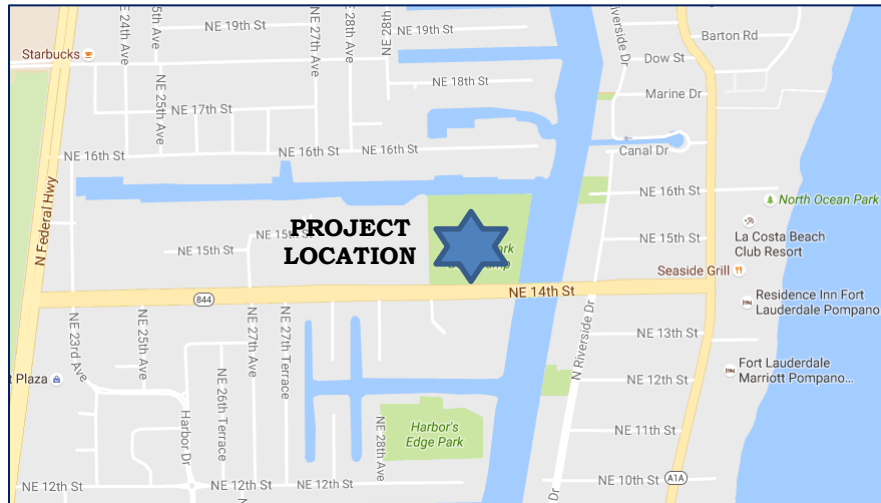 NE 19th St
NE 24th Ave
5th Ave
NE 27th Ave
NE 28th Ave
NE 28th
NE 19th St
Riverside Dr
Barton Rd
Starbucks
Dow St
NE 18th St
Marine Dr
NE 25th Ave
NE 17th St
NE 16th St
NE 16th St
Canal Dr
NE 16th St
North Ocean Park
N Federal Hwy
PROJECT
LOCATION
NE 15th St
NE 15th
NE 15th St
La Costa Beach
Club Resort
Seaside Grill
844
NE 14th St
Residence Inn Fort
Lauderdale Pompano
NE 23rd Ave
NE 25th Ave
NE 27th Ave
NE 27th Terrace
N Riverside Dr
NE 13th St
t Plaza
NE 26th Terrace
NE 12th St
Fort Lauderdale
Marriott Pompano...
Harbor Dr
NE 28th Ave
Harbor's
Edge Park
NE 11th St
NE 12th St
NE 12th St
NE 10th St
A1A
Dr